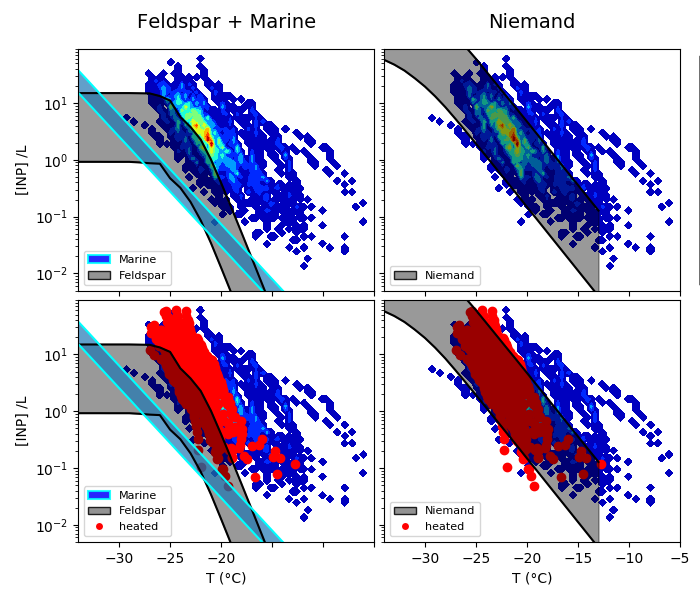 Feldspar + Marine
Niemand
10¹
10⁰
10⁻¹
10⁻²
[INP] /L
Marine
Feldspar
Niemand
10¹
10⁰
10⁻¹
10⁻²
[INP] /L
Marine
Feldspar
heated
Niemand
heated
−30 −25 −20
−30 −25 −20 −15 −10 −5
T (°C)
T (°C)